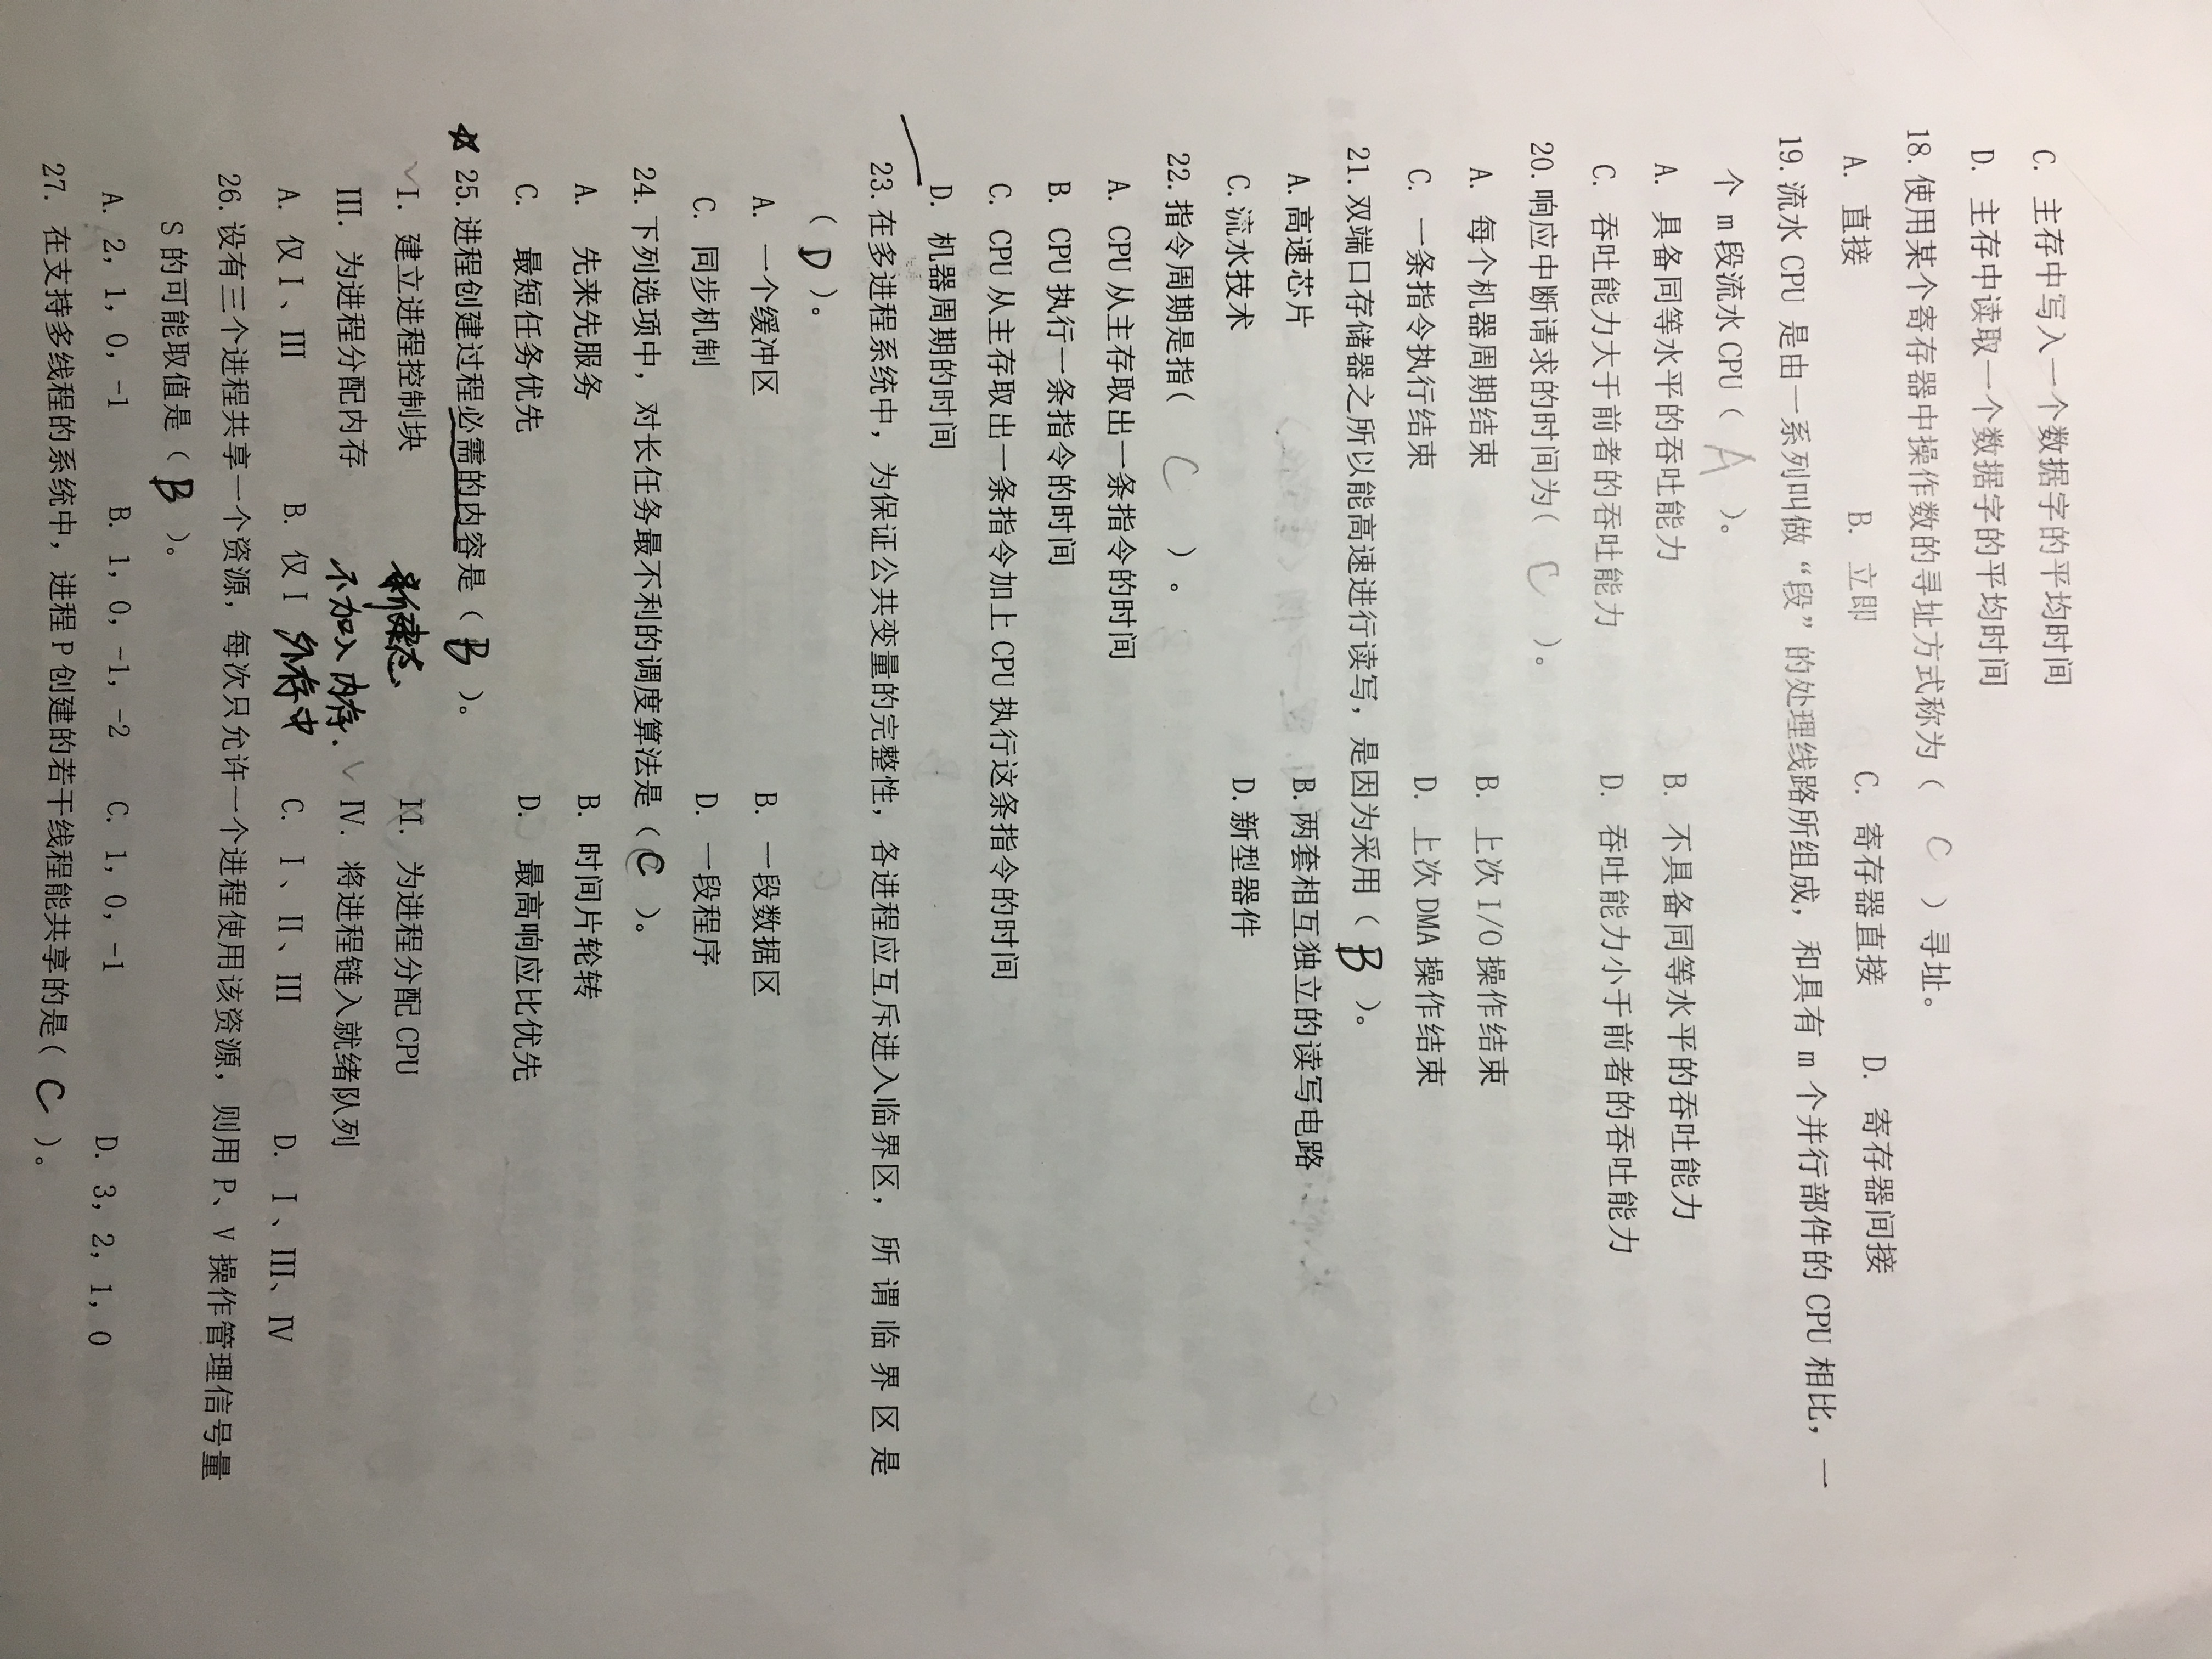 C. 主存中写入一个数据字的平均时间
D. 主存中读取一个数据字的平均时间
18. 使用某个寄存器中操作数的寻址方式称为( C )寻址。
A. 直接 B. 立即 C. 寄存器直接 D. 寄存器间接
19. 流水 CPU 是由一系列叫做“段”的处理线路所组成，和具有 m 个并行部件的 CPU 相比，一
个 m 段流水 CPU( A )。
A. 具备同等水平的吞吐能力 B. 不具备同等水平的吞吐能力
C. 吞吐能力大于前者的吞吐能力 D. 吞吐能力小于前者的吞吐能力
20. 响应中断请求的时间为( C )。
A. 每个机器周期结束 B. 上次 I/O 操作结束
C. 一条指令执行结束 D. 上次 DMA 操作结束
21. 双端口存储器之所以能高速进行读写，是因为采用( B )。
A. 高速芯片 B. 两套相互独立的读写电路
C. 流水技术 D. 新型器件
22. 指令周期是指( C )。
A. CPU 从主存取出一条指令的时间
B. CPU 执行一条指令的时间
C. CPU 从主存取出一条指令加上 CPU 执行这条指令的时间
D. 机器周期的时间
23. 在多进程系统中，为保证公共变量的完整性，各进程应互斥进入临界区，所谓临界区是
( D )。
A. 一个缓冲区 B. 一段数据区
C. 同步机制 D. 一段程序
24. 下列选项中，对长任务最不利的调度算法是( C )。
A. 先来先服务 B. 时间片轮转
C. 最短任务优先 D. 最高响应比优先
25. 进程创建过程必需的内容是( B )。
I. 建立进程控制块 新建态 II. 为进程分配 CPU
III. 为进程分配内存 不加入内存. IV. 将进程链入就绪队列
A. 仅 I、III B. 仅 I 外存中 C. I、II、III D. I、III、IV
26. 设有三个进程共享一个资源，每次只允许一个进程使用该资源，则用 P、V 操作管理信号量
S 的可能取值是( B )。
A. 2, 1, 0, -1 B. 1, 0, -1, -2 C. 1, 0, -1 D. 3, 2, 1, 0
27. 在支持多线程的系统中，进程 P 创建的若干线程能共享的是( C )。